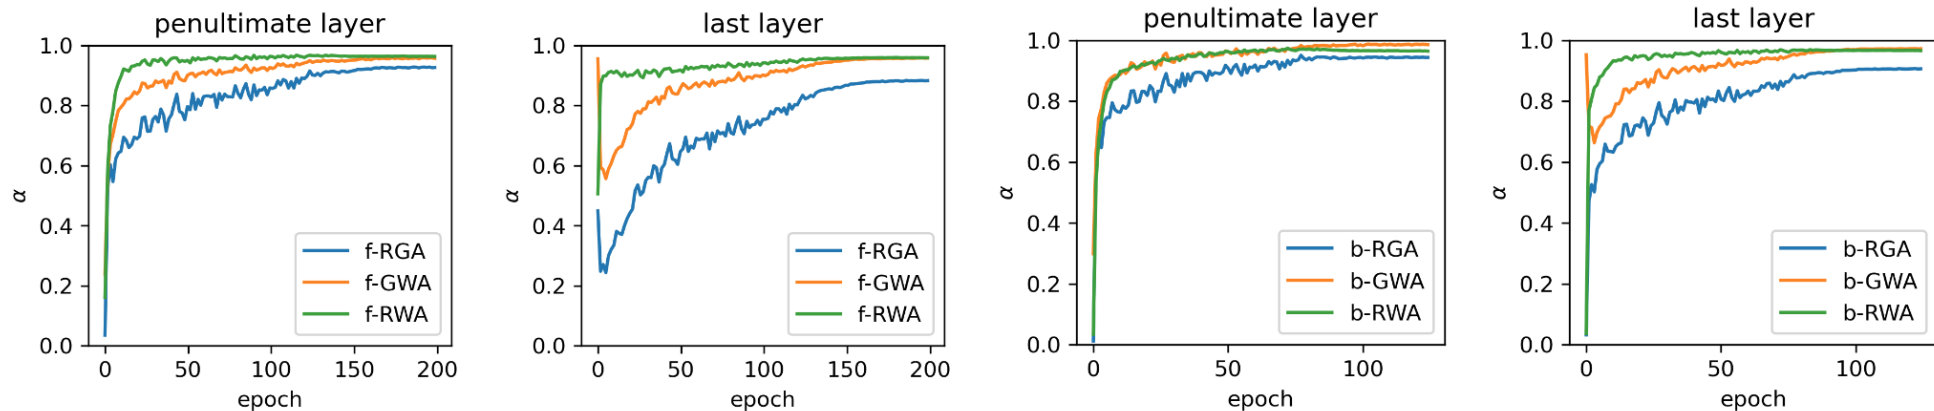 penultimate layer
1.0
0.8
0.6
0.4
0.2
0.0
α
f-RGA
f-GWA
f-RWA
0
50
100
150
200
epoch
last layer
1.0
0.8
0.6
0.4
0.2
0.0
α
f-RGA
f-GWA
f-RWA
0
50
100
150
200
epoch
penultimate layer
1.0
0.8
0.6
0.4
0.2
0.0
α
b-RGA
b-GWA
b-RWA
0
50
100
epoch
last layer
1.0
0.8
0.6
0.4
0.2
0.0
α
b-RGA
b-GWA
b-RWA
0
50
100
epoch